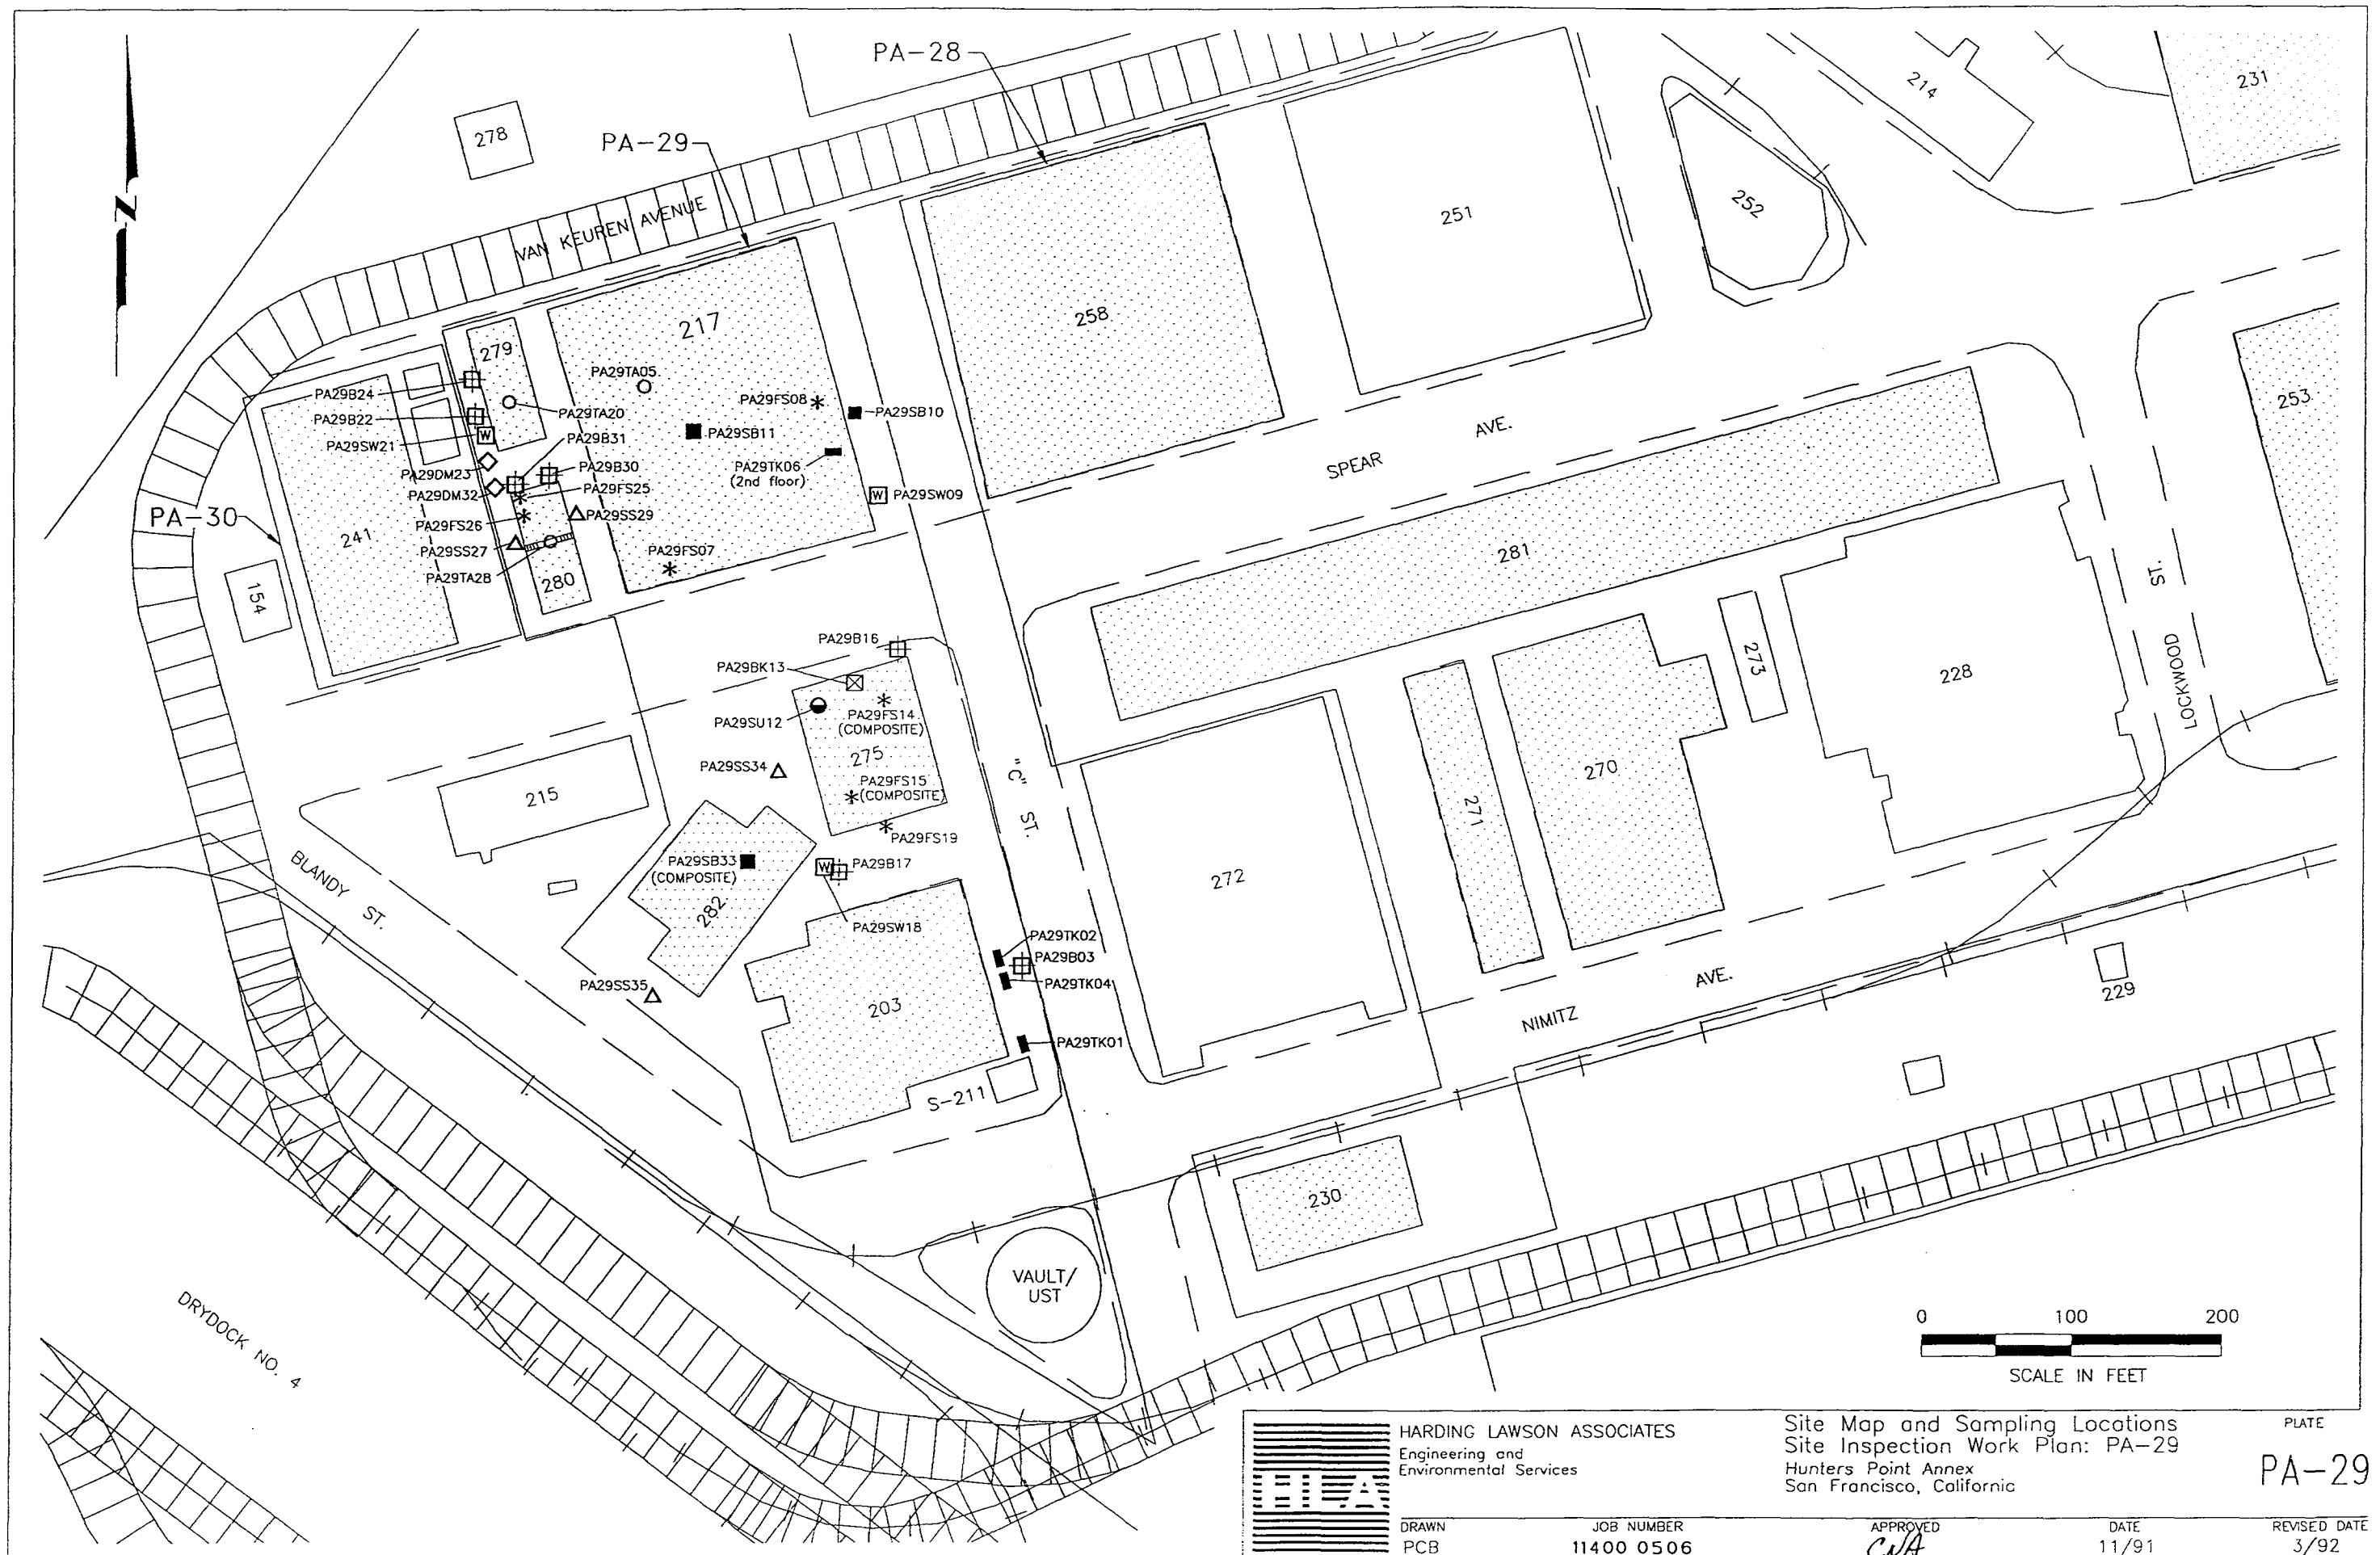 PA-28
214
231
278
PA-29
N
VAN KEUREN AVENUE
252
251
217
258
279
253
PA29TA05
PA29B24
PA29FS08
PA29TA20
PA29SB10
PA29B22
PA29SB11
PA29B31
PA29SW21
SPEAR
AVE.
PA29B30
PA29TK06
(2nd floor)
PA29DM23
PA29FS25
PA29DM32
PA29SW09
PA-30
PA29SS29
PA29FS26
241
PA29SS27
PA29FS07
281
PA29TA28
280
154
LOCKWOOD
ST.
PA29B16
273
PA29BK13
228
PA29FS14
(COMPOSITE)
PA29SU12
275
PA29SS34
"C" ST.
PA29FS15
(COMPOSITE)
270
215
271
PA29FS19
BLANDY
ST.
PA29SB33
(COMPOSITE)
PA29B17
272
282
PA29SW18
PA29TK02
PA29B03
PA29SS35
PA29TK04
203
229
NIMITZ
AVE.
PA29TK01
S-211
230
VAULT/
UST
DRYDOCK NO. 4
0 100 200
SCALE IN FEET
HLA
HARDING LAWSON ASSOCIATES
Engineering and
Environmental Services
Site Map and Sampling Locations
Site Inspection Work Plan: PA-29
Hunters Point Annex
San Francisco, California
PLATE
PA-29
DRAWN
PCB
JOB NUMBER
11400 0506
APPROVED
DATE
11/91
REVISED DATE
3/92